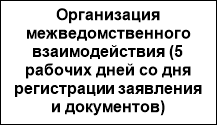 Организация
межведомственного
взаимодействия (5
рабочих дней со дня
регистрации заявления
и документов)